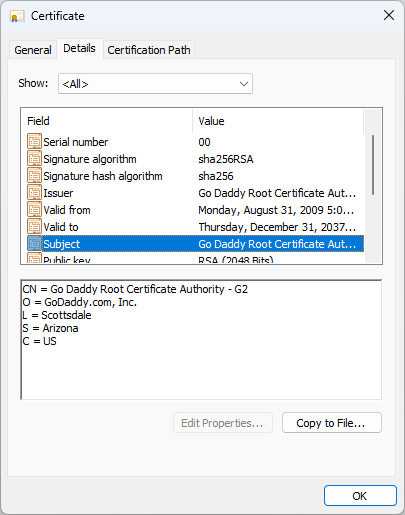 Certificate
General Details Certification Path
Show: <All>
Field Value
Serial number 00
Signature algorithm sha256RSA
Signature hash algorithm sha256
Issuer Go Daddy Root Certificate Aut...
Valid from Monday, August 31, 2009 5:0...
Valid to Thursday, December 31, 2037...
Subject Go Daddy Root Certificate Aut...
Public key RSA (2048 Bits)
CN = Go Daddy Root Certificate Authority - G2
O = GoDaddy.com, Inc.
L = Scottsdale
S = Arizona
C = US
Edit Properties... Copy to File...
OK